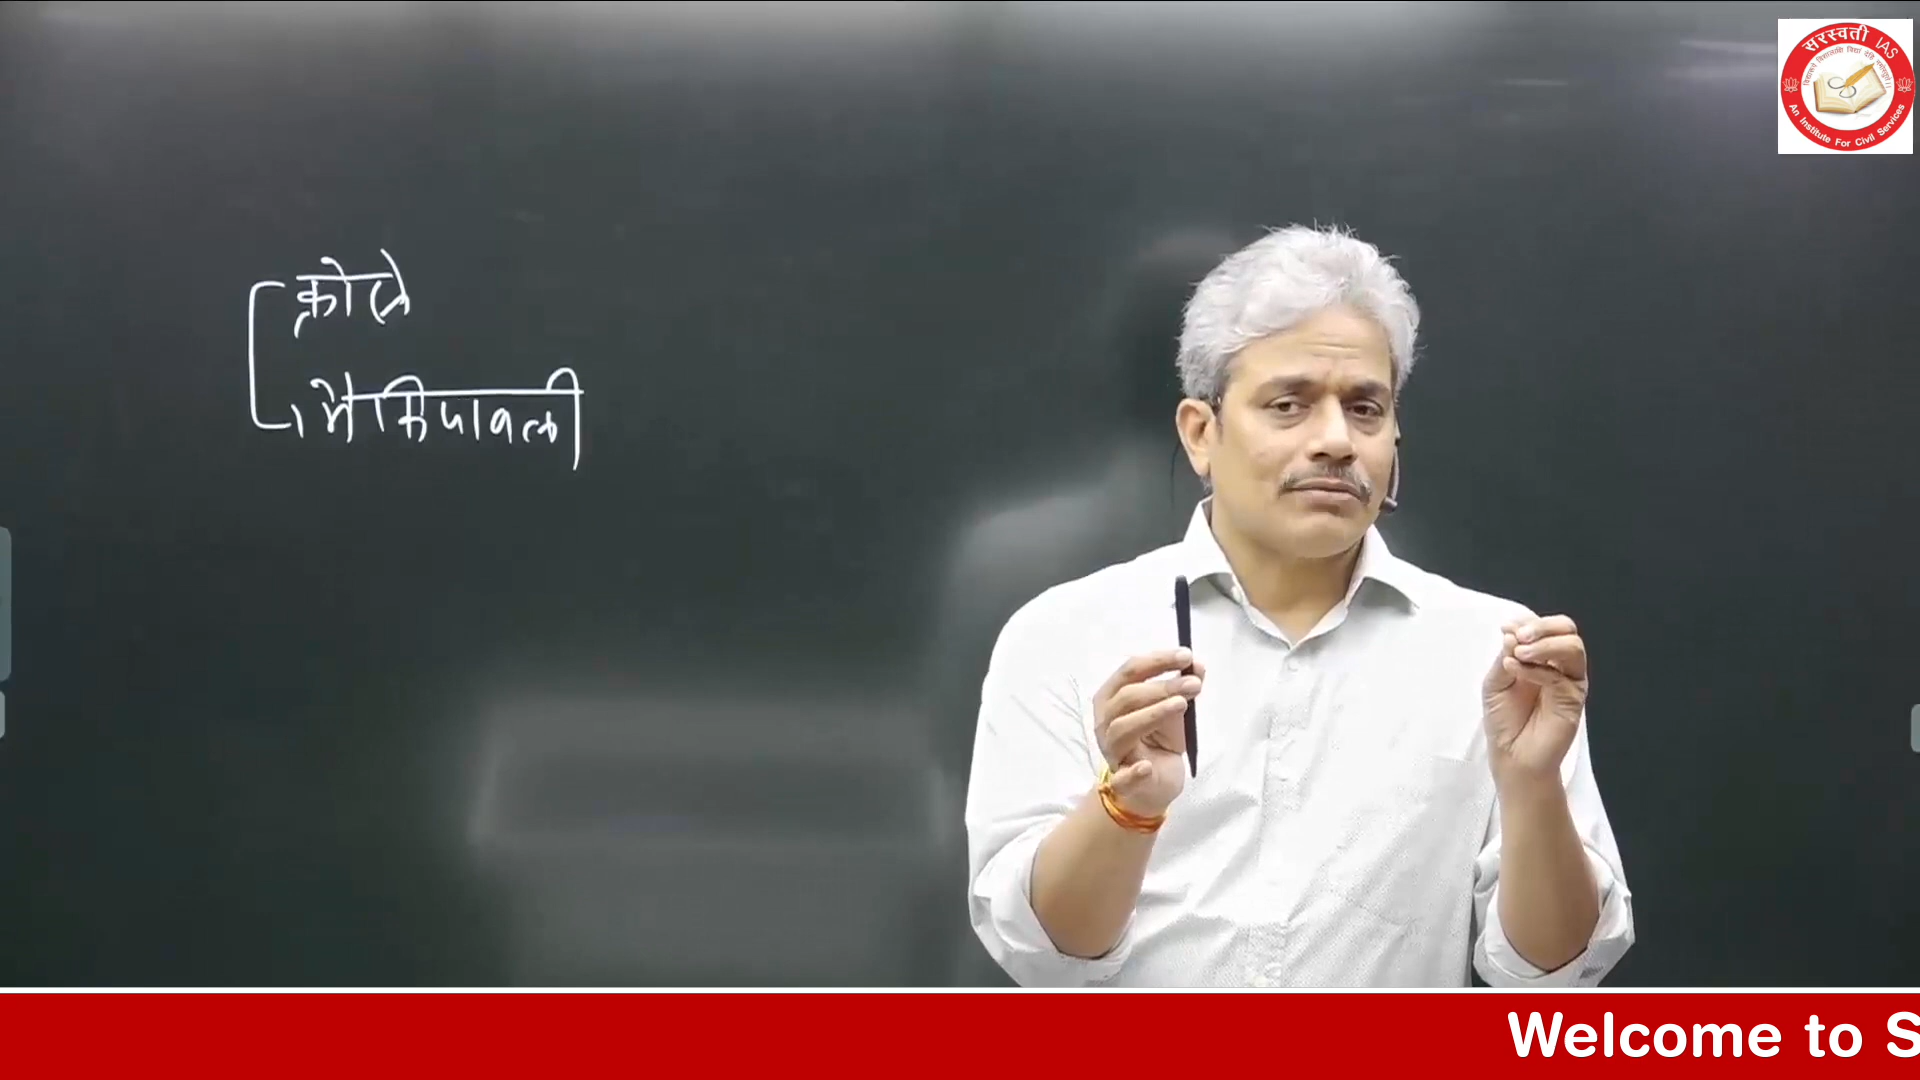 सरस्वती IAS
An Institute For Civil Services
क्रोचे
मैकियावली
Welcome to S